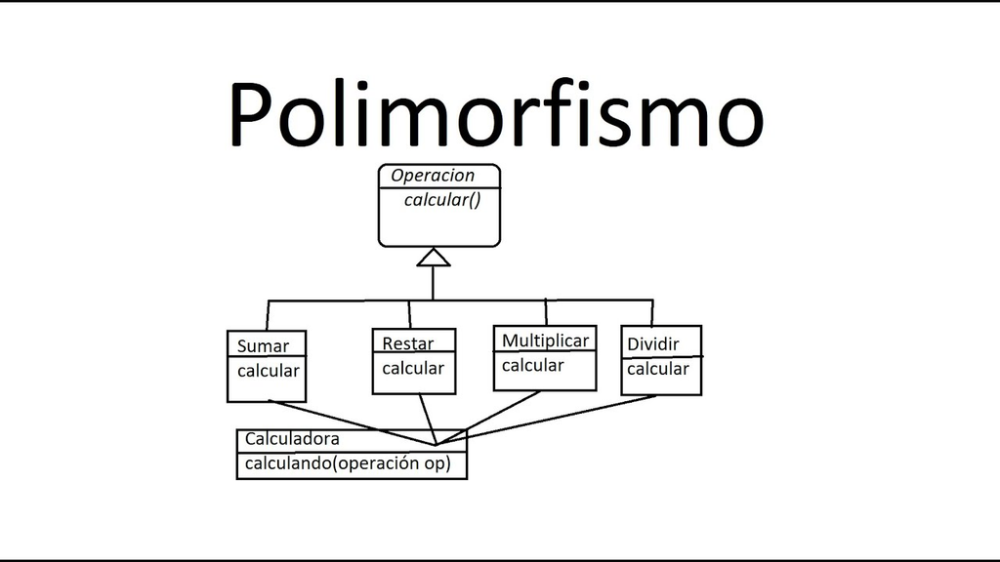 Polimorfismo
Operacion
calcular()
Sumar
calcular
Restar
calcular
Multiplicar
calcular
Dividir
calcular
Calculadora
calculando(operación op)